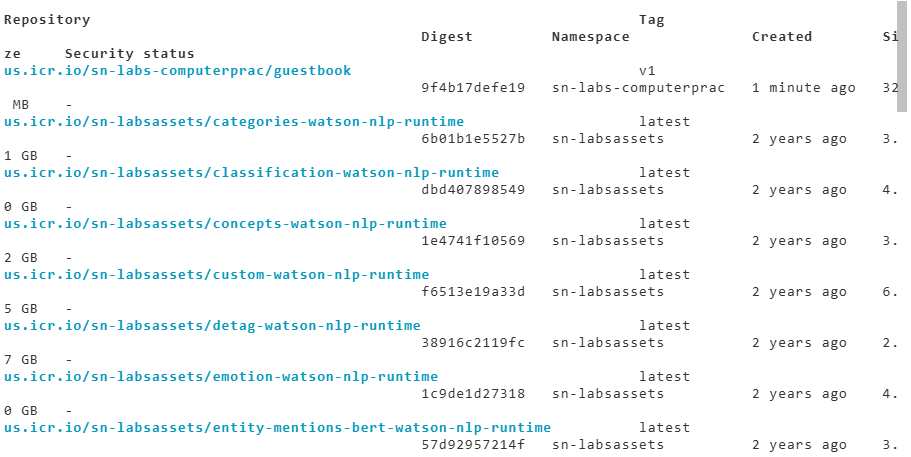 Repository Tag
Digest Namespace Created Si
ze Security status
us.icr.io/sn-labs-computerprac/guestbook v1
9f4b17defe19 sn-labs-computerprac 1 minute ago 32
MB -
us.icr.io/sn-labsassets/categories-watson-nlp-runtime latest
6b01b1e5527b sn-labsassets 2 years ago 3.
1 GB -
us.icr.io/sn-labsassets/classification-watson-nlp-runtime latest
dbd407898549 sn-labsassets 2 years ago 4.
0 GB -
us.icr.io/sn-labsassets/concepts-watson-nlp-runtime latest
1e4741f10569 sn-labsassets 2 years ago 3.
2 GB -
us.icr.io/sn-labsassets/custom-watson-nlp-runtime latest
f6513e19a33d sn-labsassets 2 years ago 6.
5 GB -
us.icr.io/sn-labsassets/detag-watson-nlp-runtime latest
38916c2119fc sn-labsassets 2 years ago 2.
7 GB -
us.icr.io/sn-labsassets/emotion-watson-nlp-runtime latest
1c9de1d27318 sn-labsassets 2 years ago 4.
0 GB -
us.icr.io/sn-labsassets/entity-mentions-bert-watson-nlp-runtime latest
57d92957214f sn-labsassets 2 years ago 3.